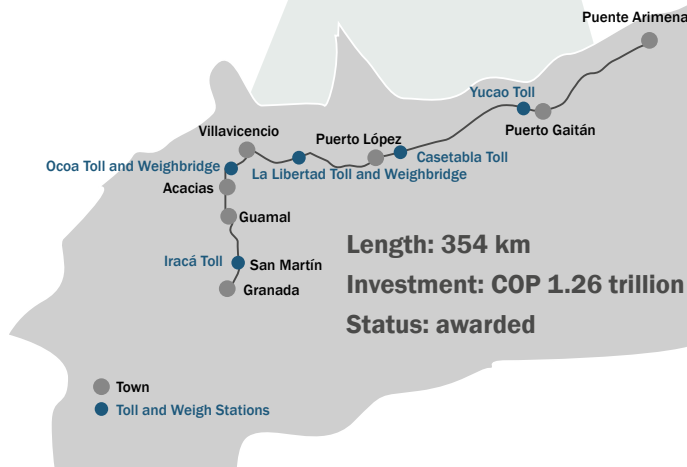 Puente Arimena
Yucao Toll
Puerto Gaitán
Villavicencio
Puerto López
Casetabla Toll
Ocoa Toll and Weighbridge
La Libertad Toll and Weighbridge
Acacias
Guamal
Iracá Toll
San Martín
Granada
Length: 354 km
Investment: COP 1.26 trillion
Status: awarded
Town
Toll and Weigh Stations